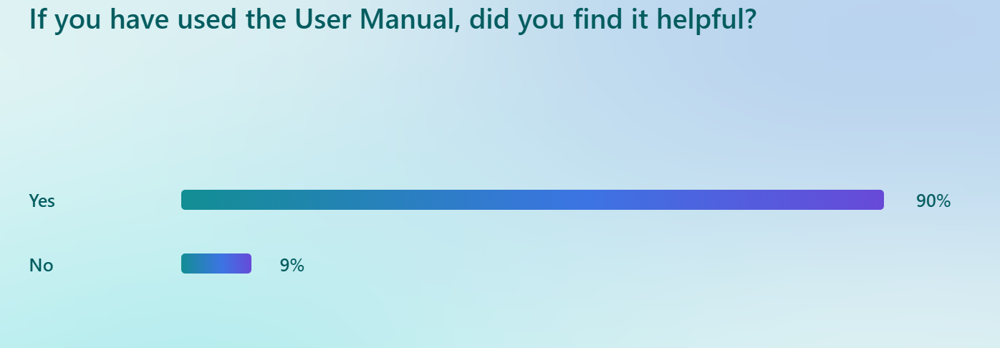 If you have used the User Manual, did you find it helpful?
Yes 90%
No 9%